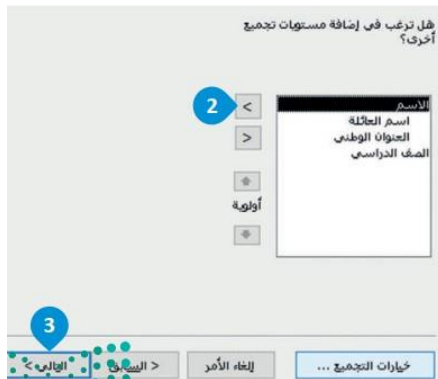 هل ترغب في إضافة مستويات تجميع
أخرى؟
2
<
الاسم
اسم العائلة
العنوان الوطني
الصف الدراسي
>
أولوية
3
خيارات التجميع ...
إلغاء الأمر
< السابق
التالي >